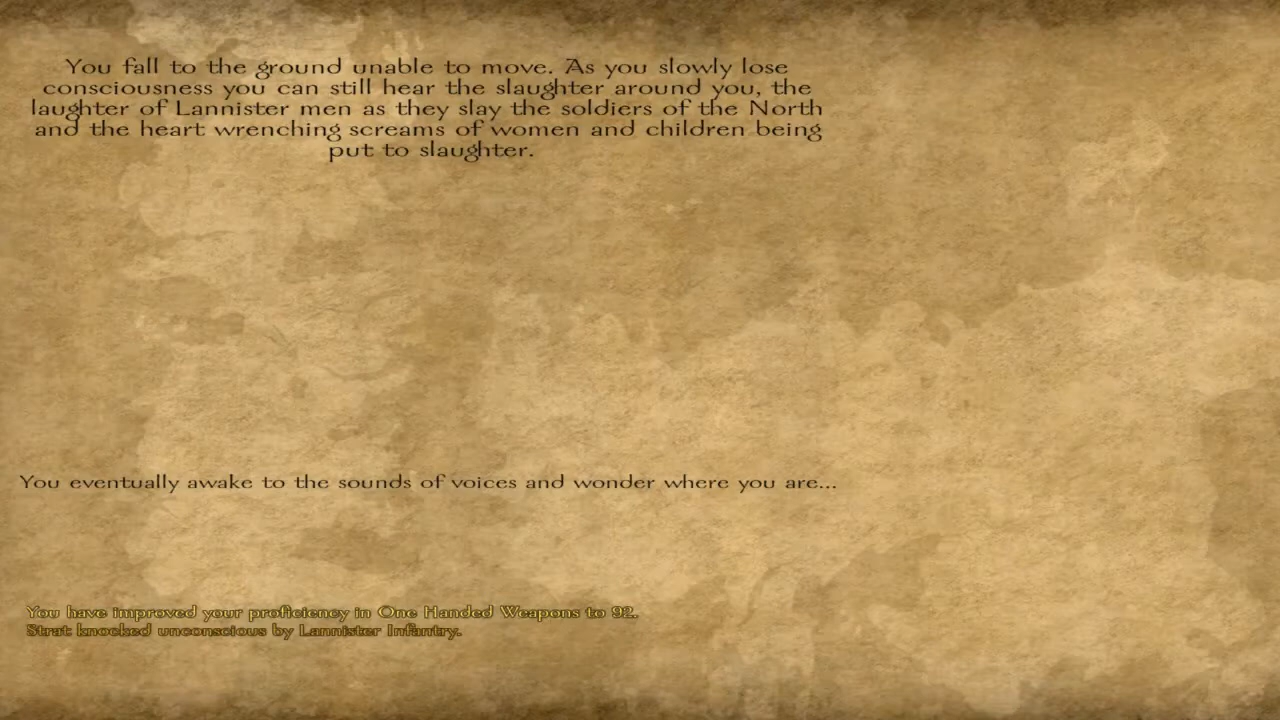 You fall to the ground unable to move. As you slowly lose
consciousness you can still hear the slaughter around you, the
laughter of Lannister men as they slay the soldiers of the North
and the heart wrenching screams of women and children being
put to slaughter.
You eventually awake to the sounds of voices and wonder where you are...
You have improved your proficiency in One Handed Weapons to 92.
Strat knocked unconscious by Lannister Infantry.